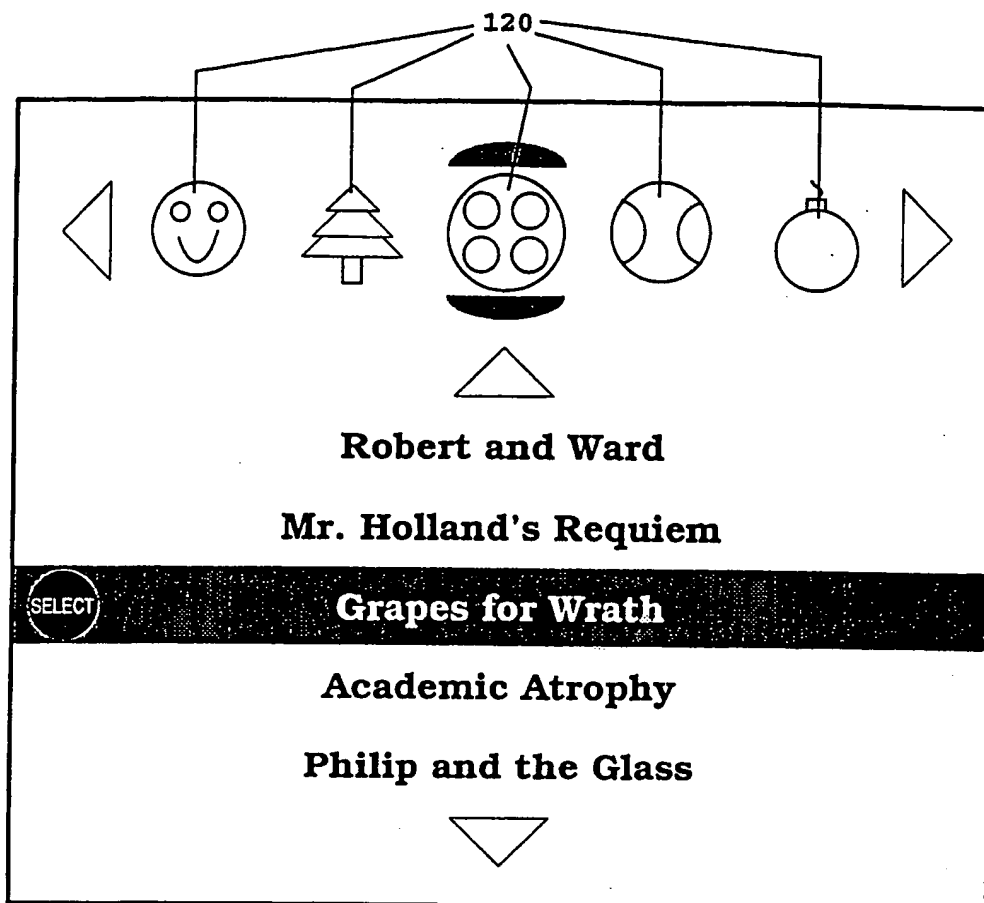 120
Robert and Ward
Mr. Holland's Requiem
SELECT Grapes for Wrath
Academic Atrophy
Philip and the Glass